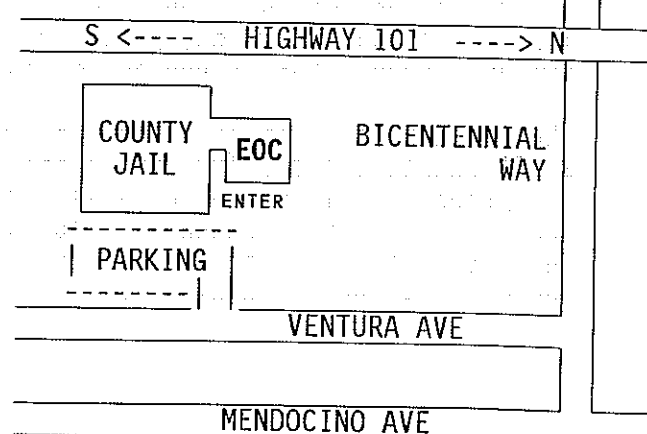 S <---- HIGHWAY 101 ----> N
COUNTY JAIL
EOC
ENTER
BICENTENNIAL
WAY
PARKING
VENTURA AVE
MENDOCINO AVE